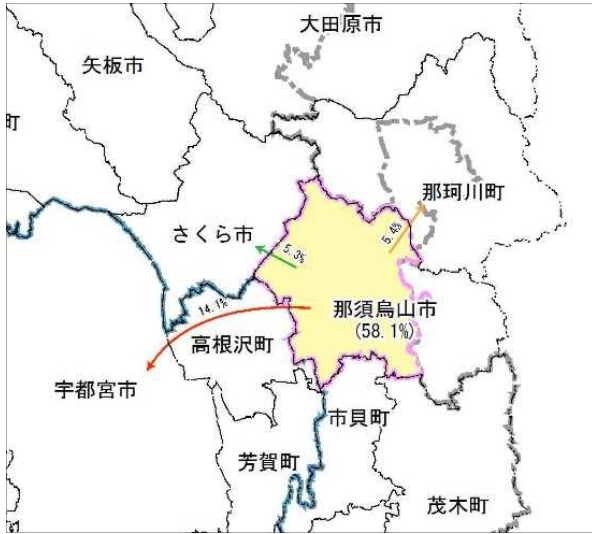 大田原市
矢板市
町
那珂川町
5.4%
さくら市
5.3%
14.1%
那須烏山市
(58.1%)
高根沢町
宇都宮市
市貝町
芳賀町
茂木町